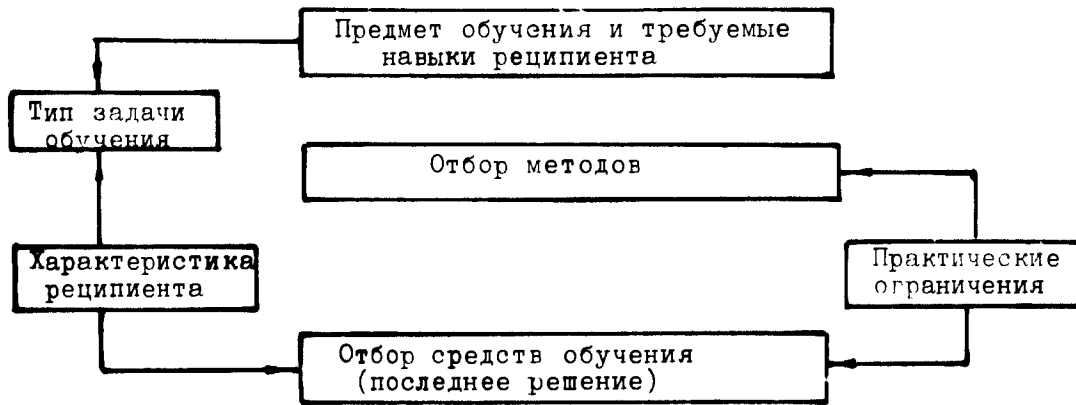 Предмет обучения и требуемые
навыки реципиента
Тип задачи
обучения
Отбор методов
Характеристика
реципиента
Практические
ограничения
Отбор средств обучения
(последнее решение)